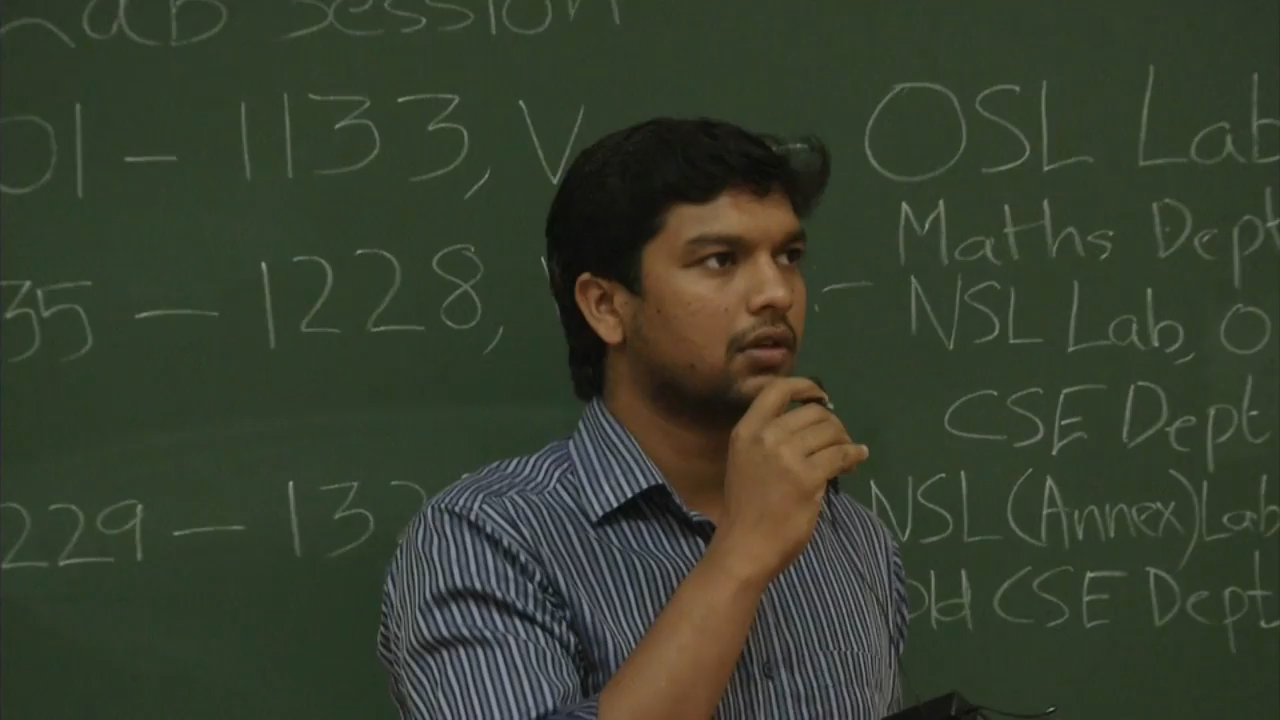 Lab Session
01 - 1133, V - OSL Lab
Maths Dept
35 - 1228, - NSL Lab, O
CSE Dept
229 - 13 NSL (Annex) Lab
Old CSE Dept